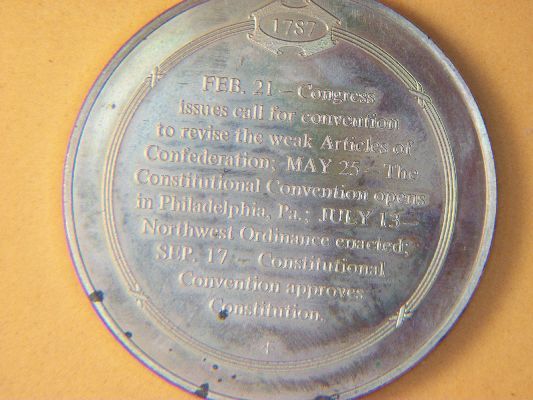 1787
FEB. 21 – Congress
issues call for convention
to revise the weak Articles of
Confederation; MAY 25 – The
Constitutional Convention opens
in Philadelphia, Pa.; JULY 13 –
Northwest Ordinance enacted;
SEP. 17 – Constitutional
Convention approves
Constitution.